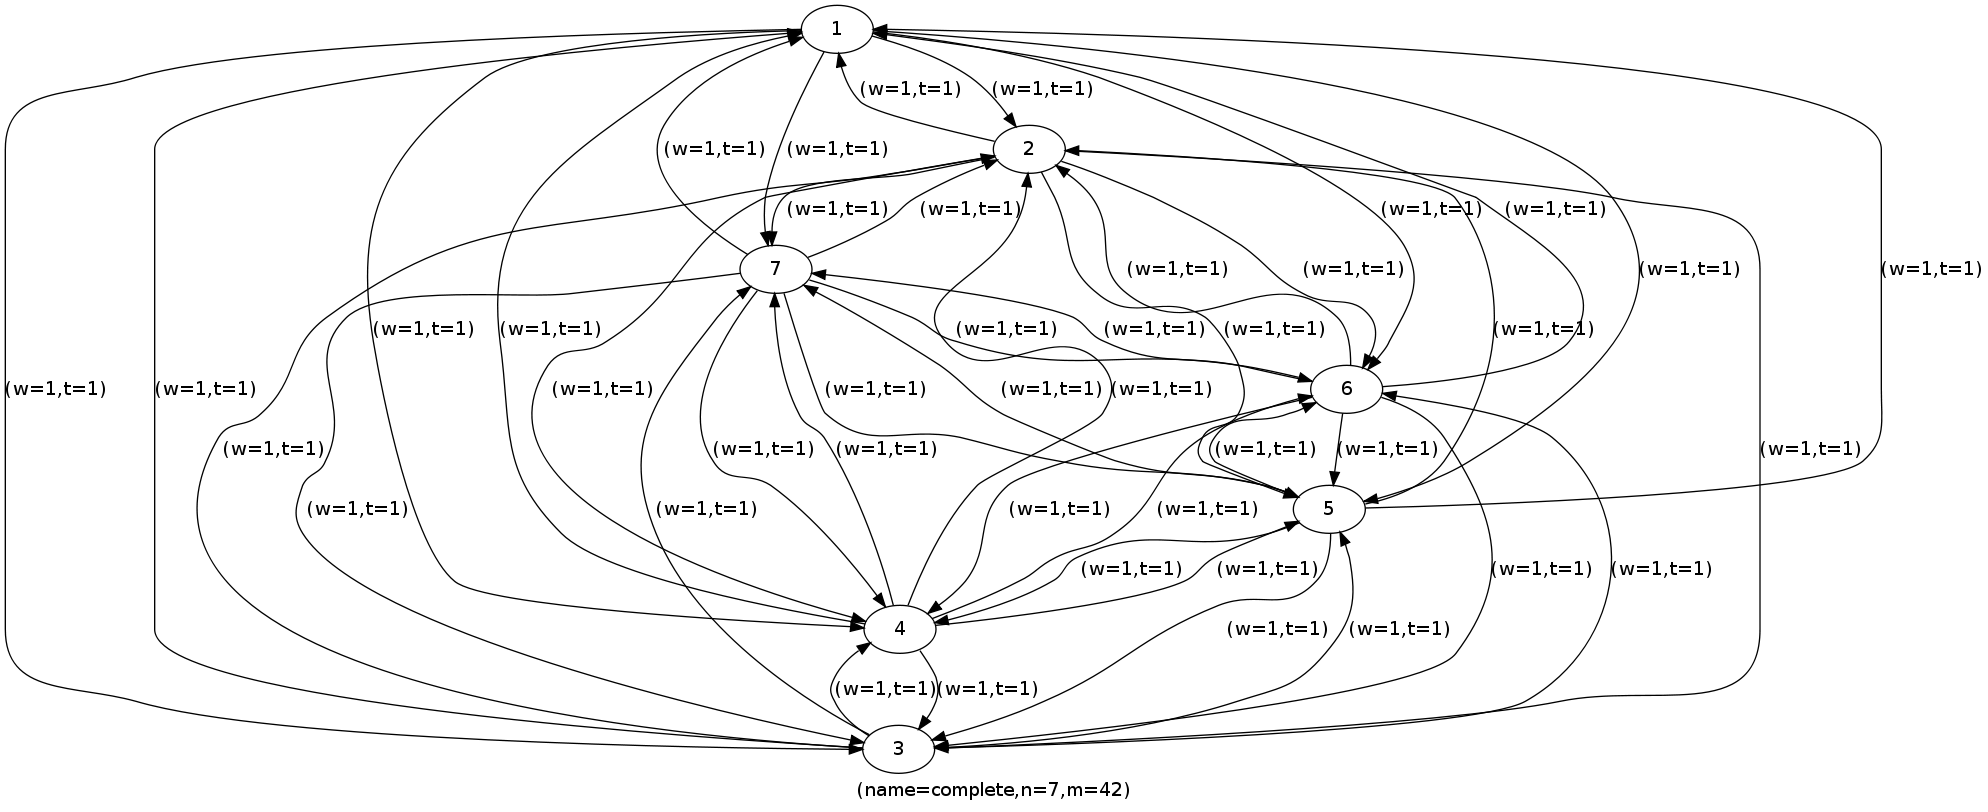 1
(w=1,t=1) (w=1,t=1)
(w=1,t=1) (w=1,t=1) 2
(w=1,t=1) (w=1,t=1) (w=1,t=1) (w=1,t=1)
7 (w=1,t=1) (w=1,t=1) (w=1,t=1) (w=1,t=1)
(w=1,t=1) (w=1,t=1) (w=1,t=1) (w=1,t=1) (w=1,t=1) (w=1,t=1)
(w=1,t=1) (w=1,t=1) (w=1,t=1) (w=1,t=1) (w=1,t=1) (w=1,t=1) 6
(w=1,t=1) (w=1,t=1) (w=1,t=1) (w=1,t=1) (w=1,t=1) (w=1,t=1)
(w=1,t=1) (w=1,t=1) (w=1,t=1) (w=1,t=1) 5
(w=1,t=1) (w=1,t=1) (w=1,t=1) (w=1,t=1)
4 (w=1,t=1) (w=1,t=1)
(w=1,t=1) (w=1,t=1)
3
(name=complete,n=7,m=42)